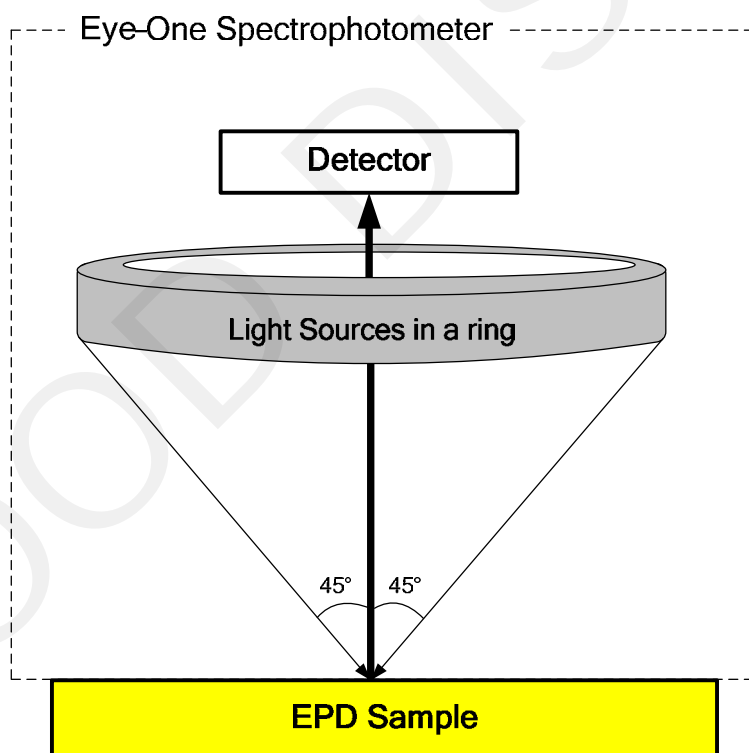 Eye-One Spectrophotometer
Detector
Light Sources in a ring
45° 45°
EPD Sample